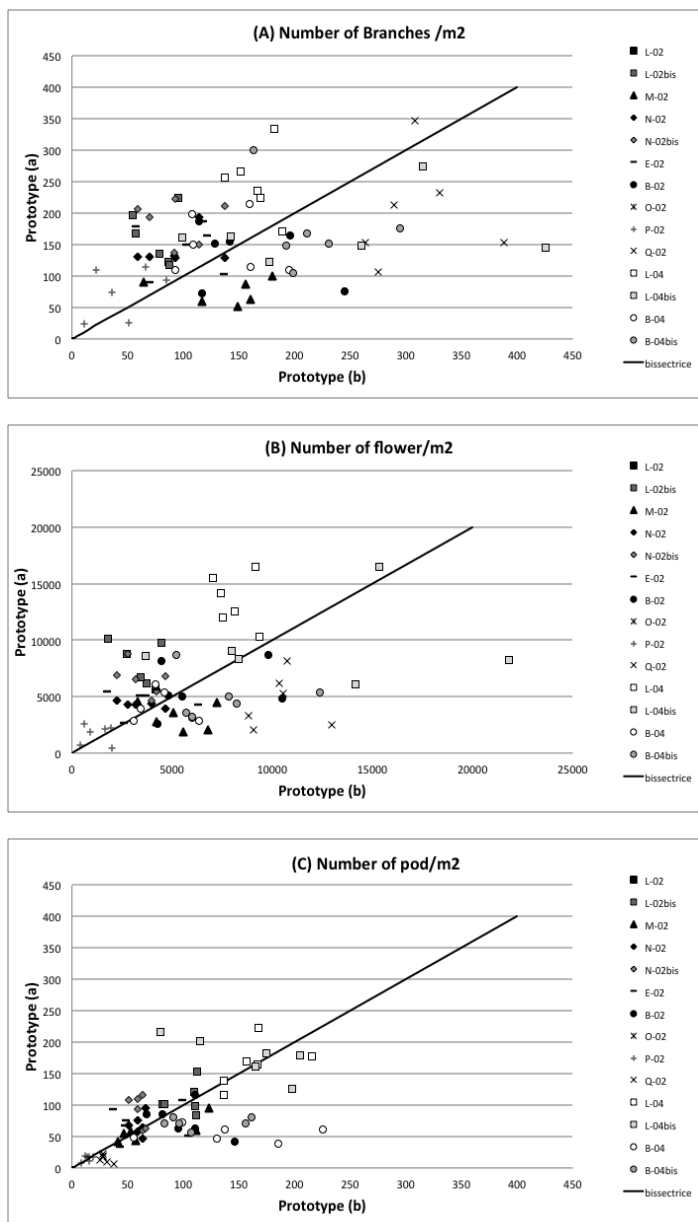 (A) Number of Branches /m2
450
400
350
300
250
200
150
100
50
0
Prototype (a)
0 50 100 150 200 250 300 350 400 450
Prototype (b)
L-02
L-02bis
M-02
N-02
N-02bis
E-02
B-02
O-02
P-02
Q-02
L-04
L-04bis
B-04
B-04bis
bissectrice
(B) Number of flower/m2
25000
20000
15000
10000
5000
0
Prototype (a)
0 5000 10000 15000 20000 25000
Prototype (b)
L-02
L-02bis
M-02
N-02
N-02bis
E-02
B-02
O-02
P-02
Q-02
L-04
L-04bis
B-04
B-04bis
bissectrice
(C) Number of pod/m2
450
400
350
300
250
200
150
100
50
0
Prototype (a)
0 50 100 150 200 250 300 350 400 450
Prototype (b)
L-02
L-02bis
M-02
N-02
N-02bis
E-02
B-02
O-02
P-02
Q-02
L-04
L-04bis
B-04
B-04bis
bissectrice